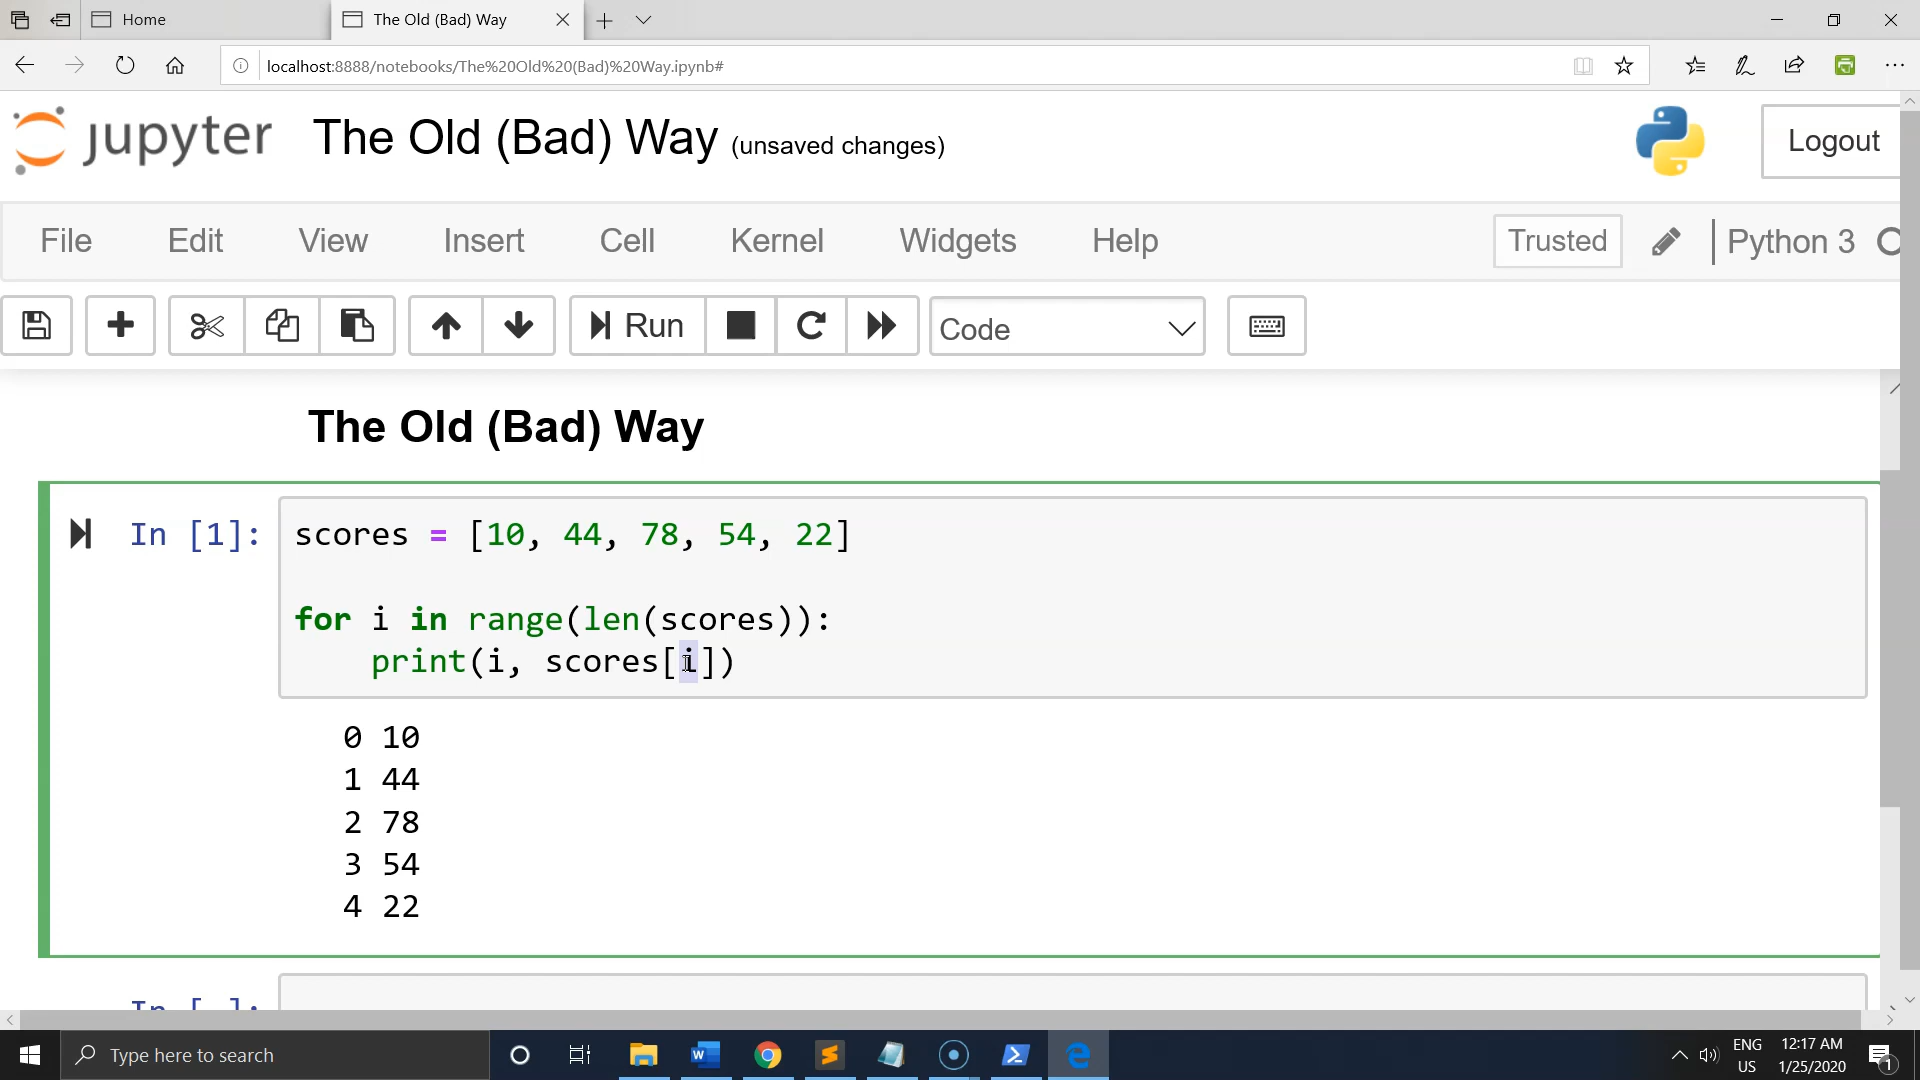 Home
The Old (Bad) Way
localhost:8888/notebooks/The%20Old%20(Bad)%20Way.ipynb#
jupyter The Old (Bad) Way (unsaved changes)
Logout
File Edit View Insert Cell Kernel Widgets Help
Trusted
Python 3
Run
Code
The Old (Bad) Way
In [1]:
scores = [10, 44, 78, 54, 22]
for i in range(len(scores)):
print(i, scores[i])
0 10
1 44
2 78
3 54
4 22
In [ ]:
Type here to search
ENG
US
12:17 AM
1/25/2020
1